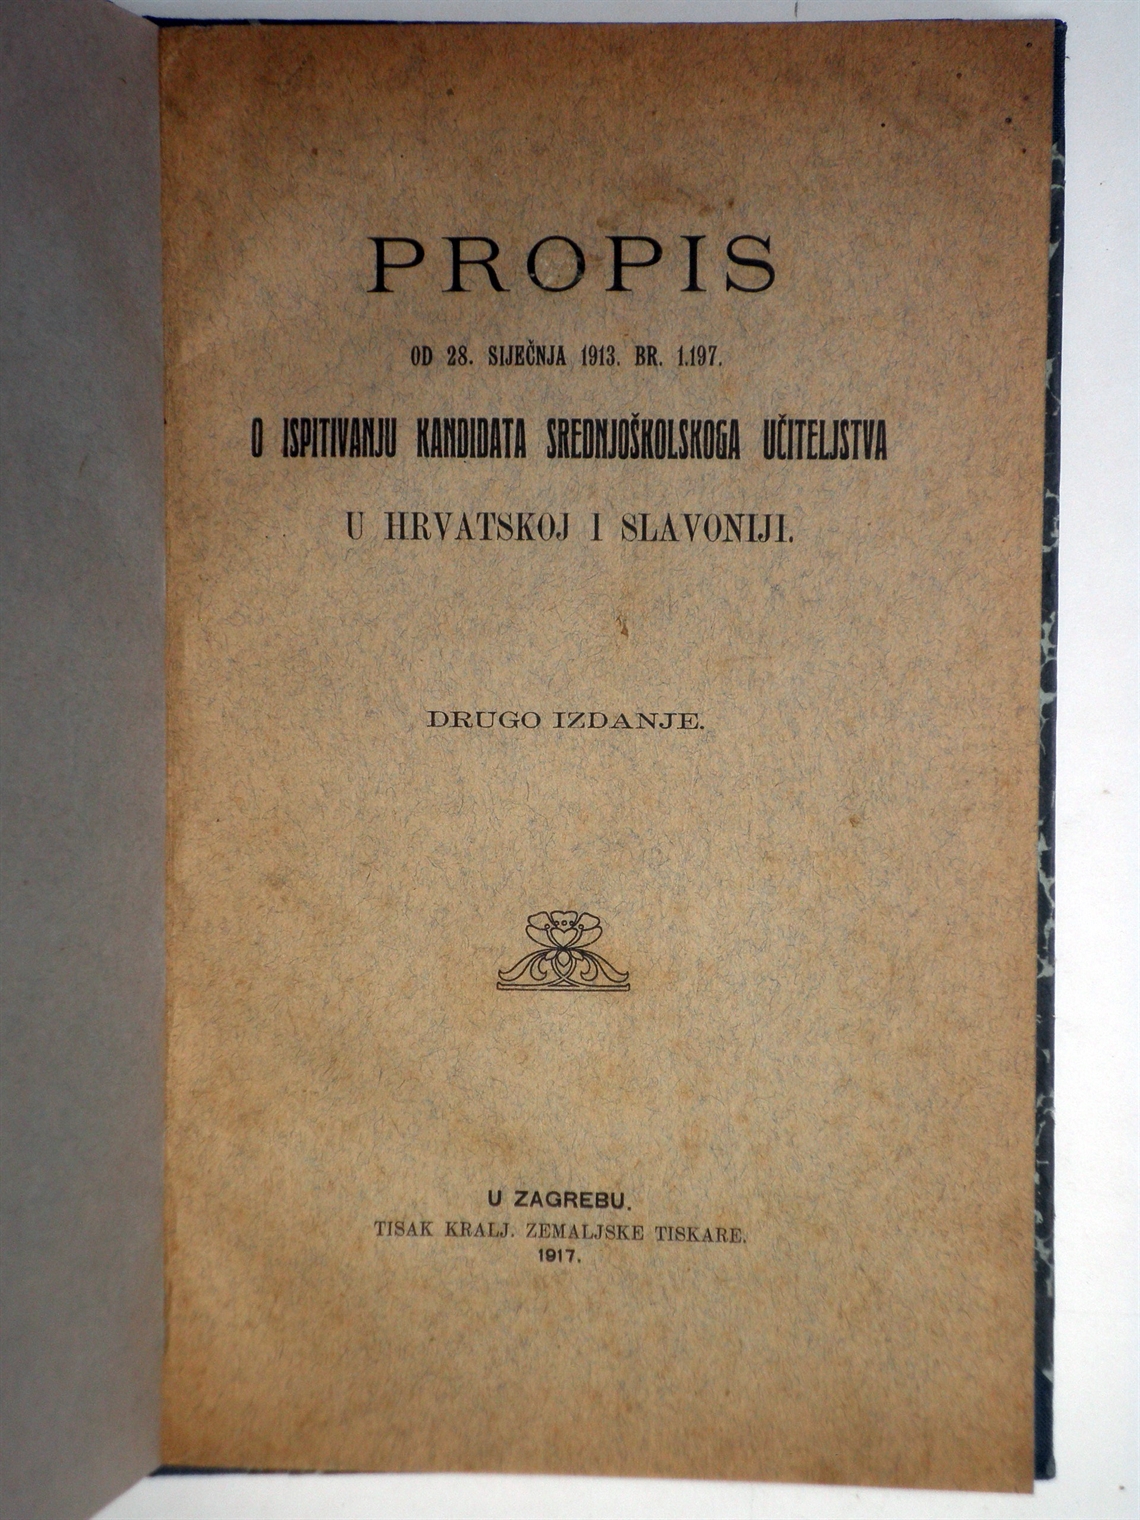 PROPIS
OD 28. SIJEČNJA 1913. BR. 1.197.
O ISPITIVANJU KANDIDATA SREDNJOŠKOLSKOGA UČITELJSTVA
U HRVATSKOJ I SLAVONIJI.
DRUGO IZDANJE.
U ZAGREBU.
TISAK KRALJ. ZEMALJSKE TISKARE.
1917.